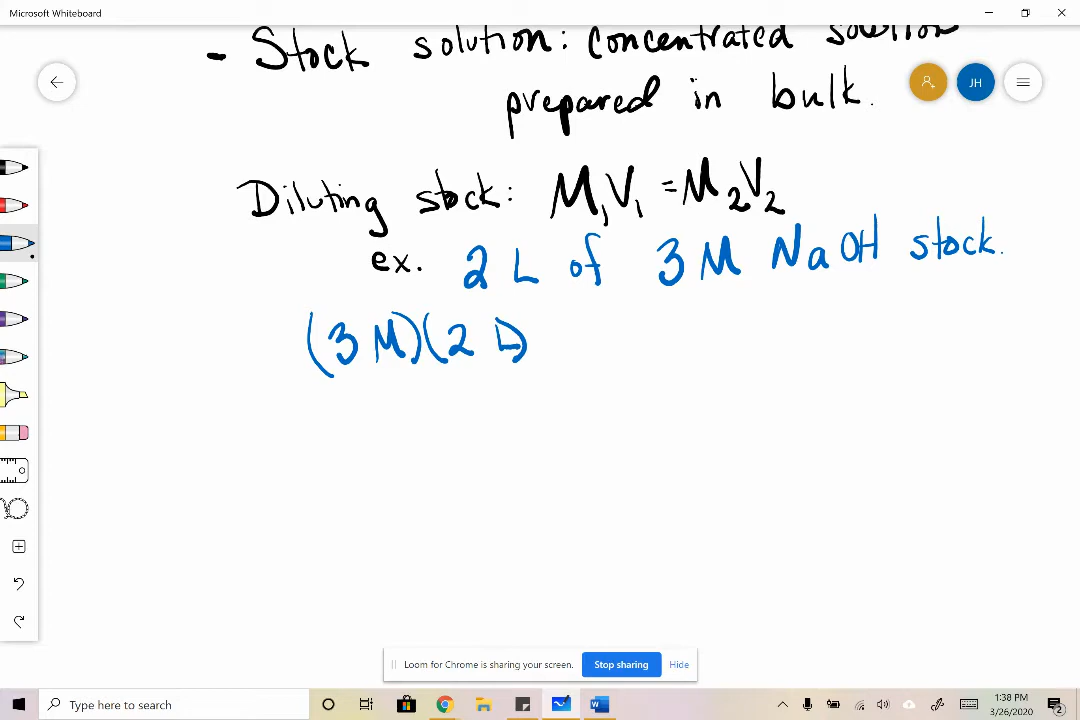 Microsoft Whiteboard
- Stock solution: concentrated solution
prepared in bulk.
JH
Diluting stock: M₁V₁ = M₂V₂
ex. 2 L of 3 M NaOH stock.
(3 M)(2 L)
Loom for Chrome is sharing your screen. Stop sharing Hide
Type here to search
1:38 PM
3/26/2020
2